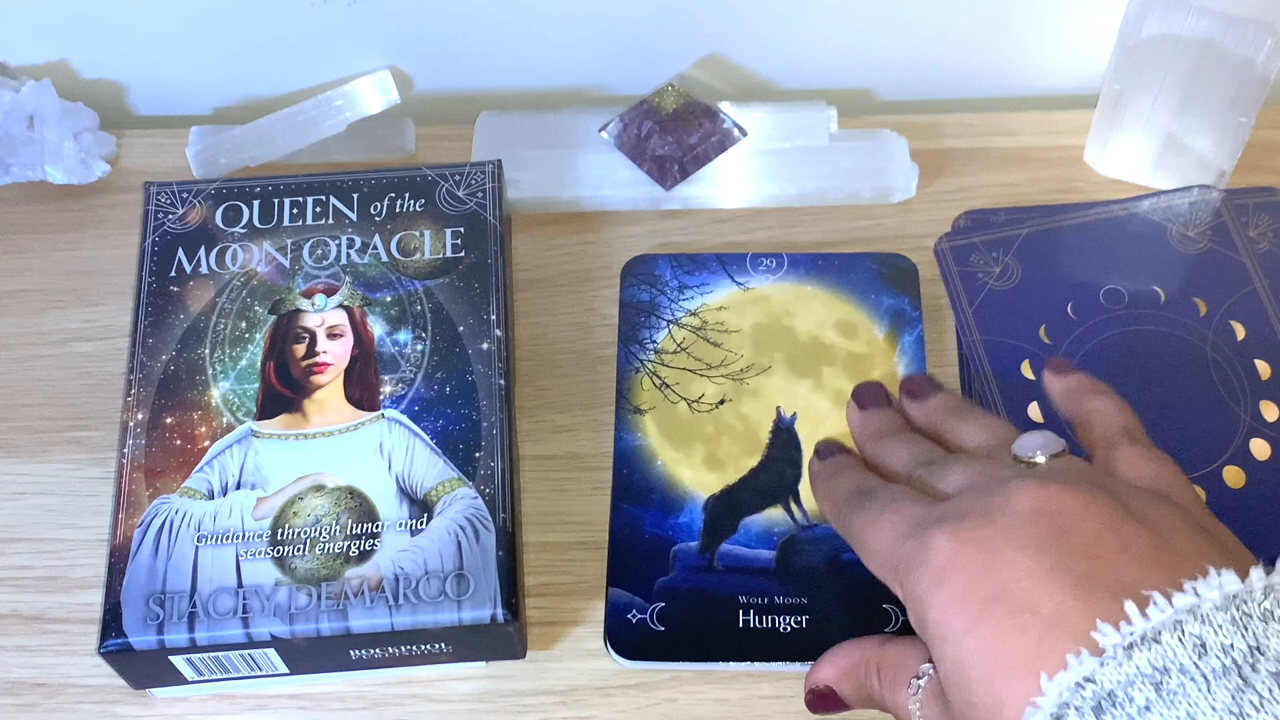 QUEEN of the
MOON ORACLE
Guidance through lunar and
seasonal energies
STACEY DEMARCO
ROCKPOOL
29
WOLF MOON
Hunger